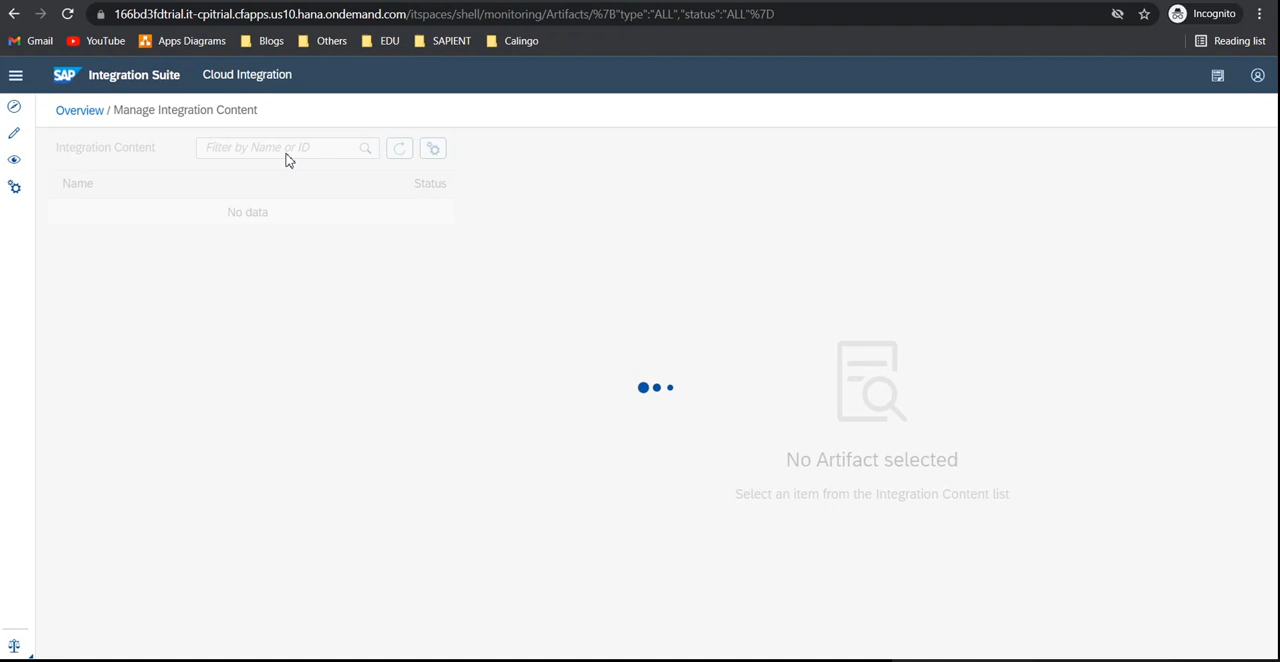 166bd3fdtrial.it-cpitrial.cfapps.us10.hana.ondemand.com/itspaces/shell/monitoring/Artifacts/%7B"type":"ALL","status":"ALL"%7D
Incognito
Gmail YouTube Apps Diagrams Blogs Others EDU SAPIENT Calingo Reading list
SAP Integration Suite Cloud Integration
Overview / Manage Integration Content
Integration Content Filter by Name or ID
Name Status
No data
No Artifact selected
Select an item from the Integration Content list